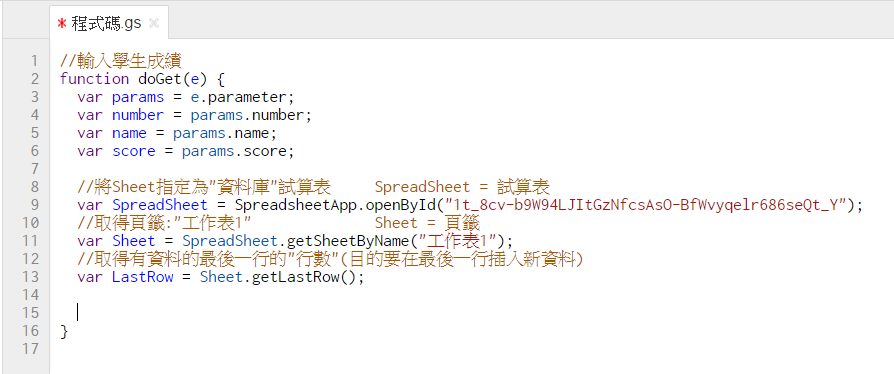 * 程式碼.gs ×
1 //輸入學生成績
2 function doGet(e) {
3 var params = e.parameter;
4 var number = params.number;
5 var name = params.name;
6 var score = params.score;
7
8 //將Sheet指定為"資料庫"試算表 SpreadSheet = 試算表
9 var SpreadSheet = SpreadsheetApp.openById("1t_8cv-b9W94LJItGzNfcsAsO-BfWvyqelr686seQt_Y");
10 //取得頁籤:"工作表1" Sheet = 頁籤
11 var Sheet = SpreadSheet.getSheetByName("工作表1");
12 //取得有資料的最後一行的"行數"(目的要在最後一行插入新資料)
13 var LastRow = Sheet.getLastRow();
14
15
16 }
17